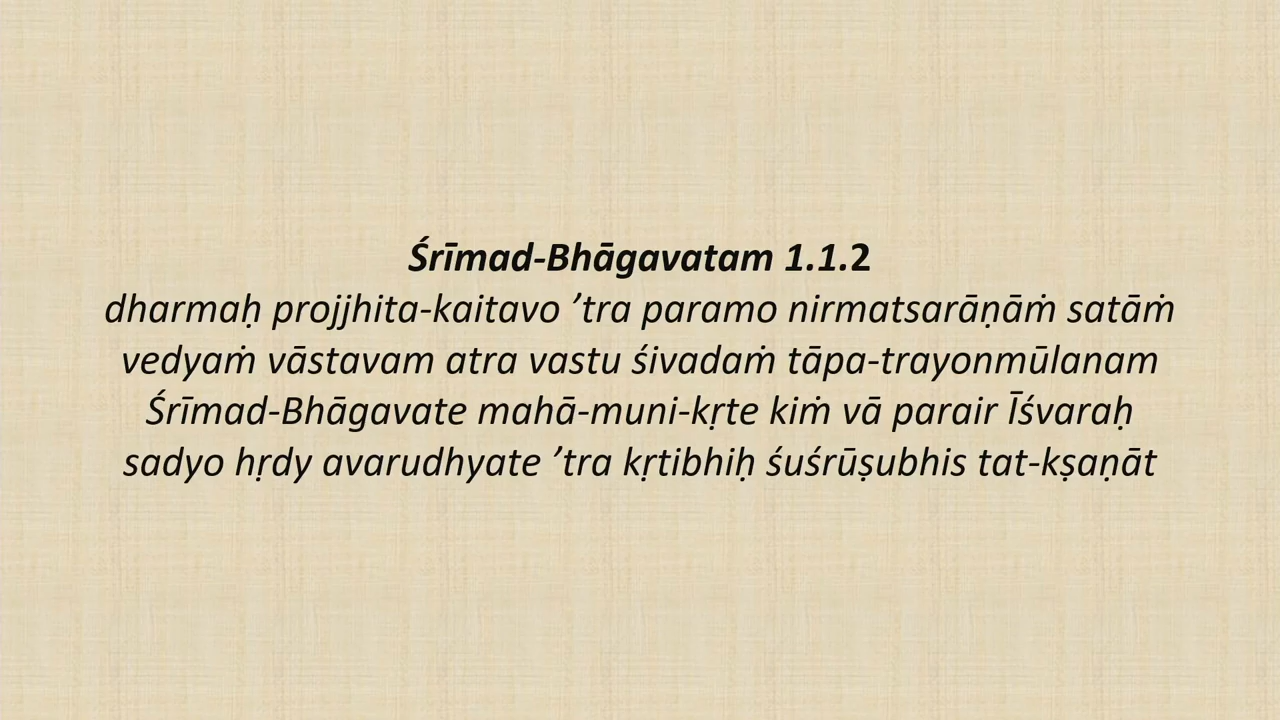 Śrīmad-Bhāgavatam 1.1.2
dharmaḥ projjhita-kaitavo ’tra paramo nirmatsarāṇāṁ satāṁ
vedyaṁ vāstavam atra vastu śivadaṁ tāpa-trayonmūlanam
Śrīmad-Bhāgavate mahā-muni-kṛte kiṁ vā parair Īśvaraḥ
sadyo hṛdy avarudhyate ’tra kṛtibhiḥ śuśrūṣubhis tat-kṣaṇāt